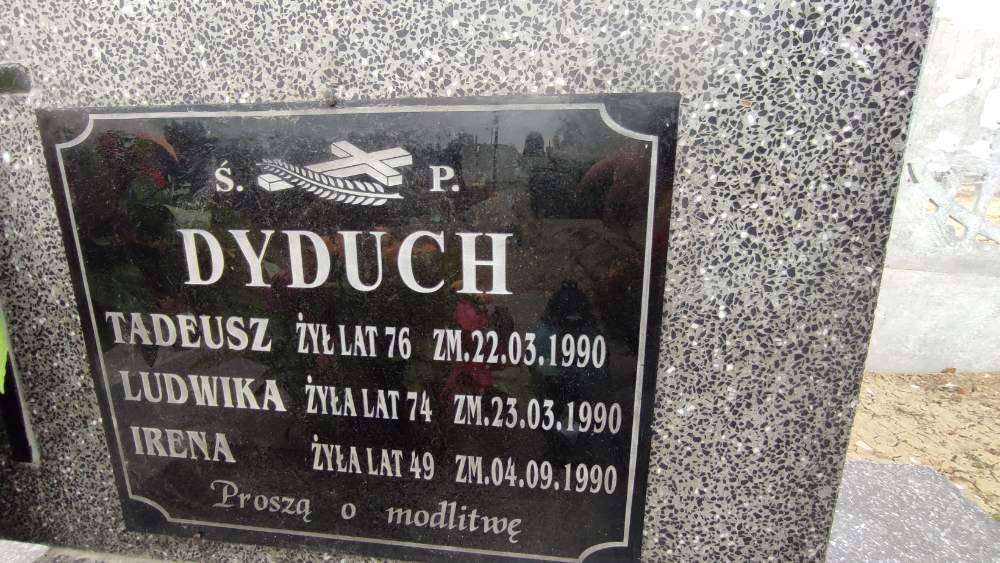 Ś. P.
DYDUCH
TADEUSZ ŻYŁ LAT 76 ZM.22.03.1990
LUDWIKA ŻYŁA LAT 74 ZM.23.03.1990
IRENA ŻYŁA LAT 49 ZM.04.09.1990
Proszą o modlitwę